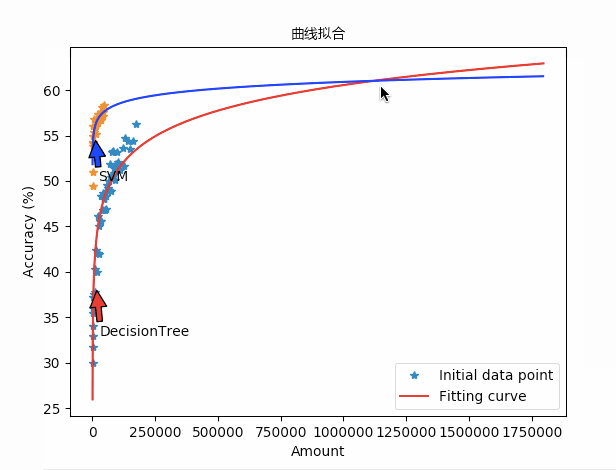 曲线拟合
Accuracy (%)
60
55
50
45
40
35
30
25
SVM
DecisionTree
Initial data point
Fitting curve
0 250000 500000 750000 1000000 1250000 1500000 1750000
Amount